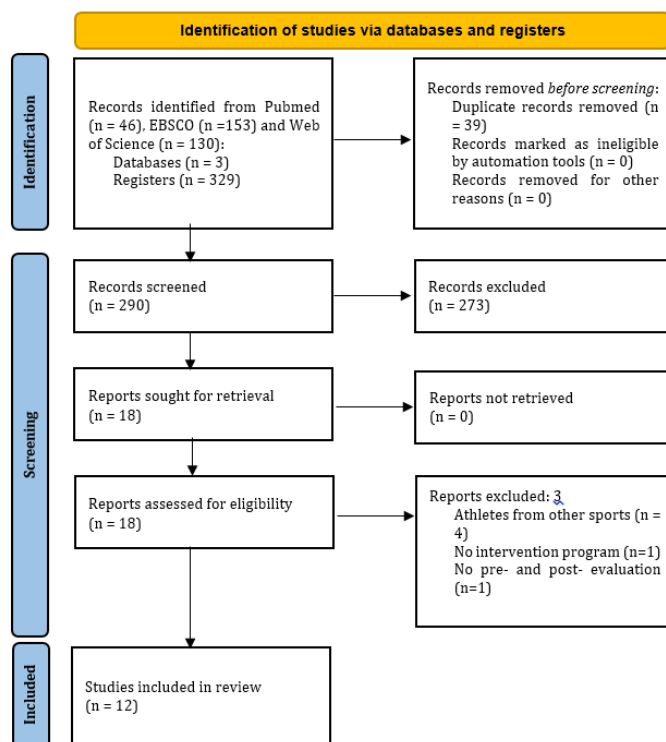 Identification of studies via databases and registers
Identification
Records identified from Pubmed
(n = 46), EBSCO (n =153) and Web
of Science (n = 130):
Databases (n = 3)
Registers (n = 329)
Records removed before screening:
Duplicate records removed (n
= 39)
Records marked as ineligible
by automation tools (n = 0)
Records removed for other
reasons (n = 0)
Screening
Records screened
(n = 290)
Records excluded
(n = 273)
Reports sought for retrieval
(n = 18)
Reports not retrieved
(n = 0)
Reports assessed for eligibility
(n = 18)
Reports excluded: 3
Athletes from other sports (n =
4)
No intervention program (n=1)
No pre- and post- evaluation
(n=1)
Included
Studies included in review
(n = 12)